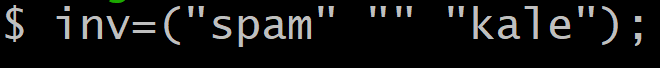 $ inv=("spam" "" "kale");